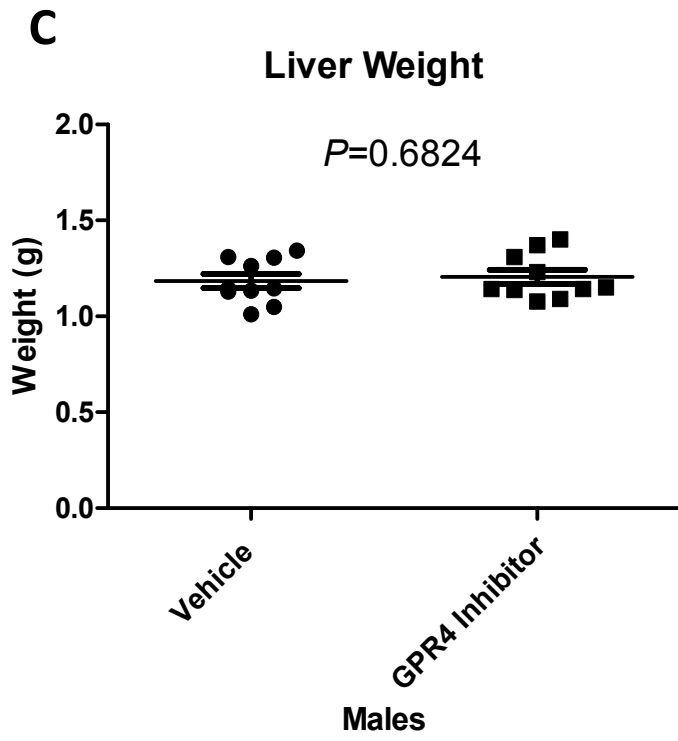 C
Liver Weight
P=0.6824
2.0
1.5
1.0
0.5
0.0
Weight (g)
Vehicle
GPR4 Inhibitor
Males